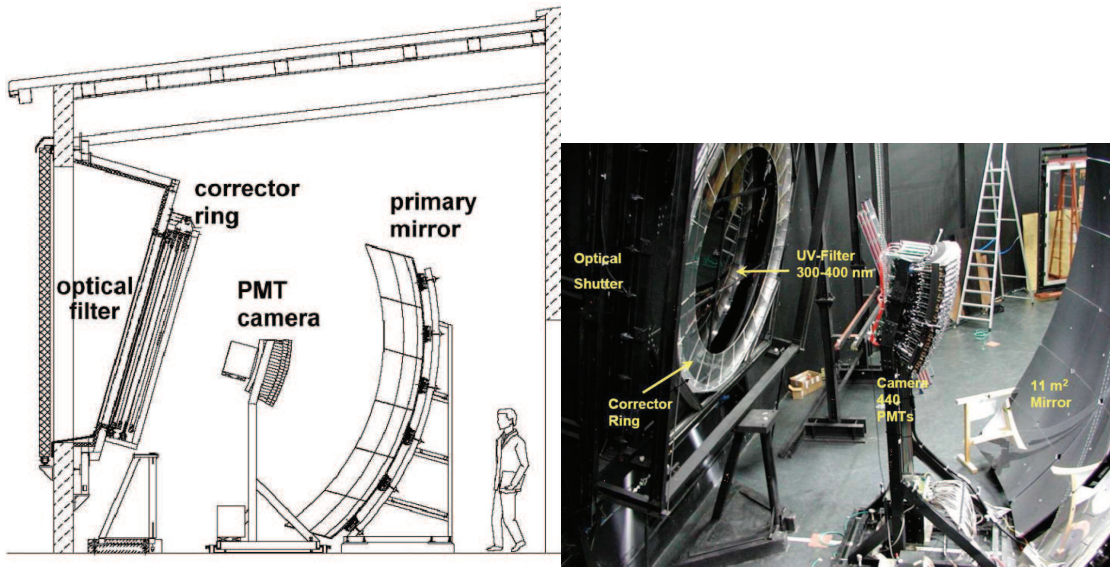 corrector
ring
primary
mirror
optical
filter
PMT
camera
Optical
Shutter
UV-Filter
300-400 nm
Corrector
Ring
Camera
440
PMTs
11 m²
Mirror